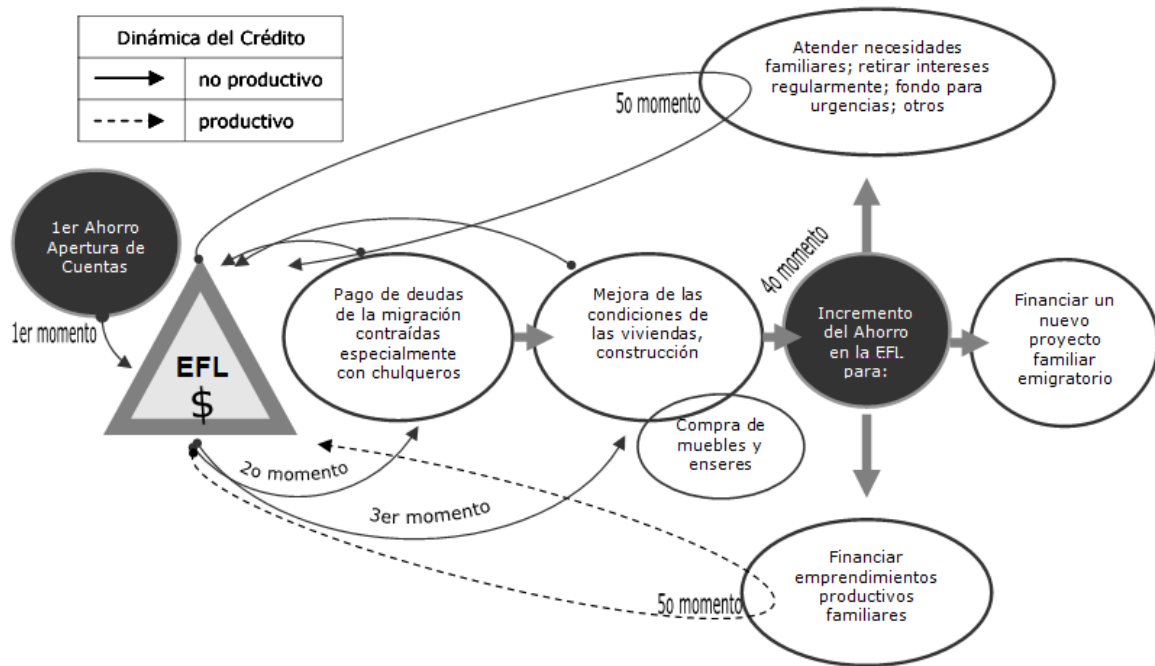 Dinámica del Crédito
no productivo
productivo
Atender necesidades
familiares; retirar intereses
regularmente; fondo para
urgencias; otros
5o momento
1er Ahorro
Apertura de
Cuentas
1er momento
EFL
$
Pago de deudas
de la migración
contraídas
especialmente
con chulqueros
Mejora de las
condiciones de
las viviendas,
construcción
Compra de
muebles y
enseres
4o momento
Incremento
del Ahorro
en la EFL
para:
Financiar un
nuevo
proyecto
familiar
emigratorio
2o momento
3er momento
5o momento
Financiar
emprendimientos
productivos
familiares